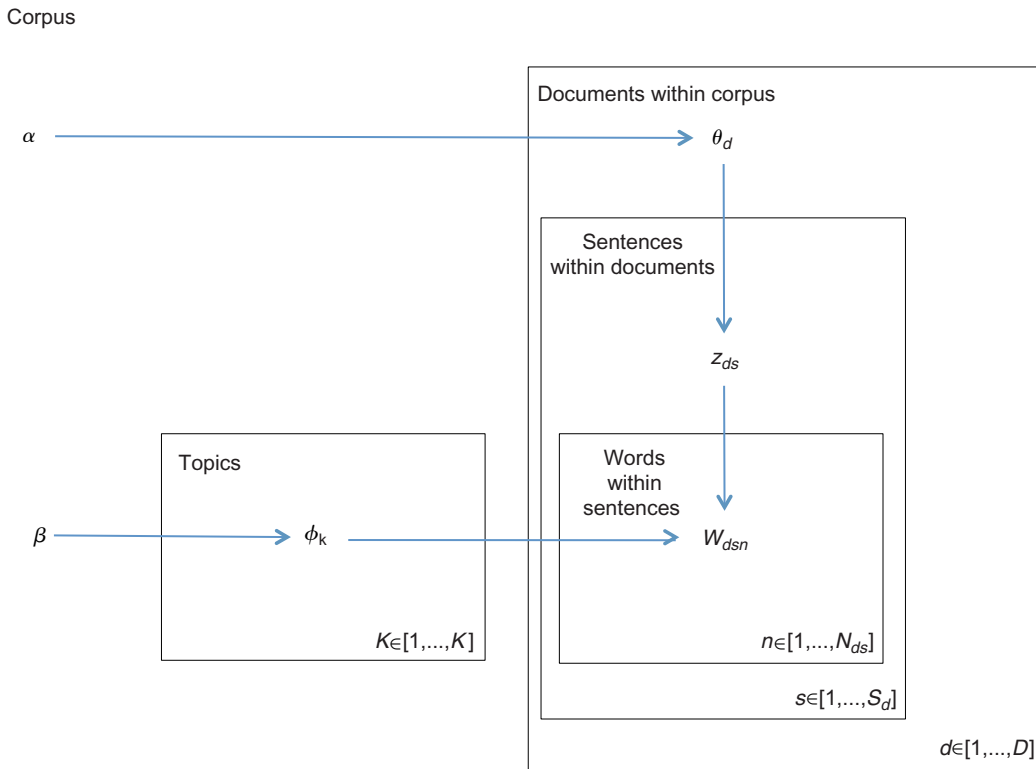 Corpus
Documents within corpus
α
θd
Sentences
within documents
zds
Topics
Words
within
sentences
β
ϕk
Wdsn
K∈[1,...,K]
n∈[1,...,Nds]
s∈[1,...,Sd]
d∈[1,...,D]